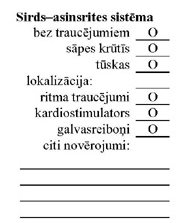 Sirds–asinsrites sistēma
bez traucējumiem O
sāpes krūtīs O
tūskas O
lokalizācija:
ritma traucējumi O
kardiostimulators O
galvasreiboņi O
citi novērojumi: